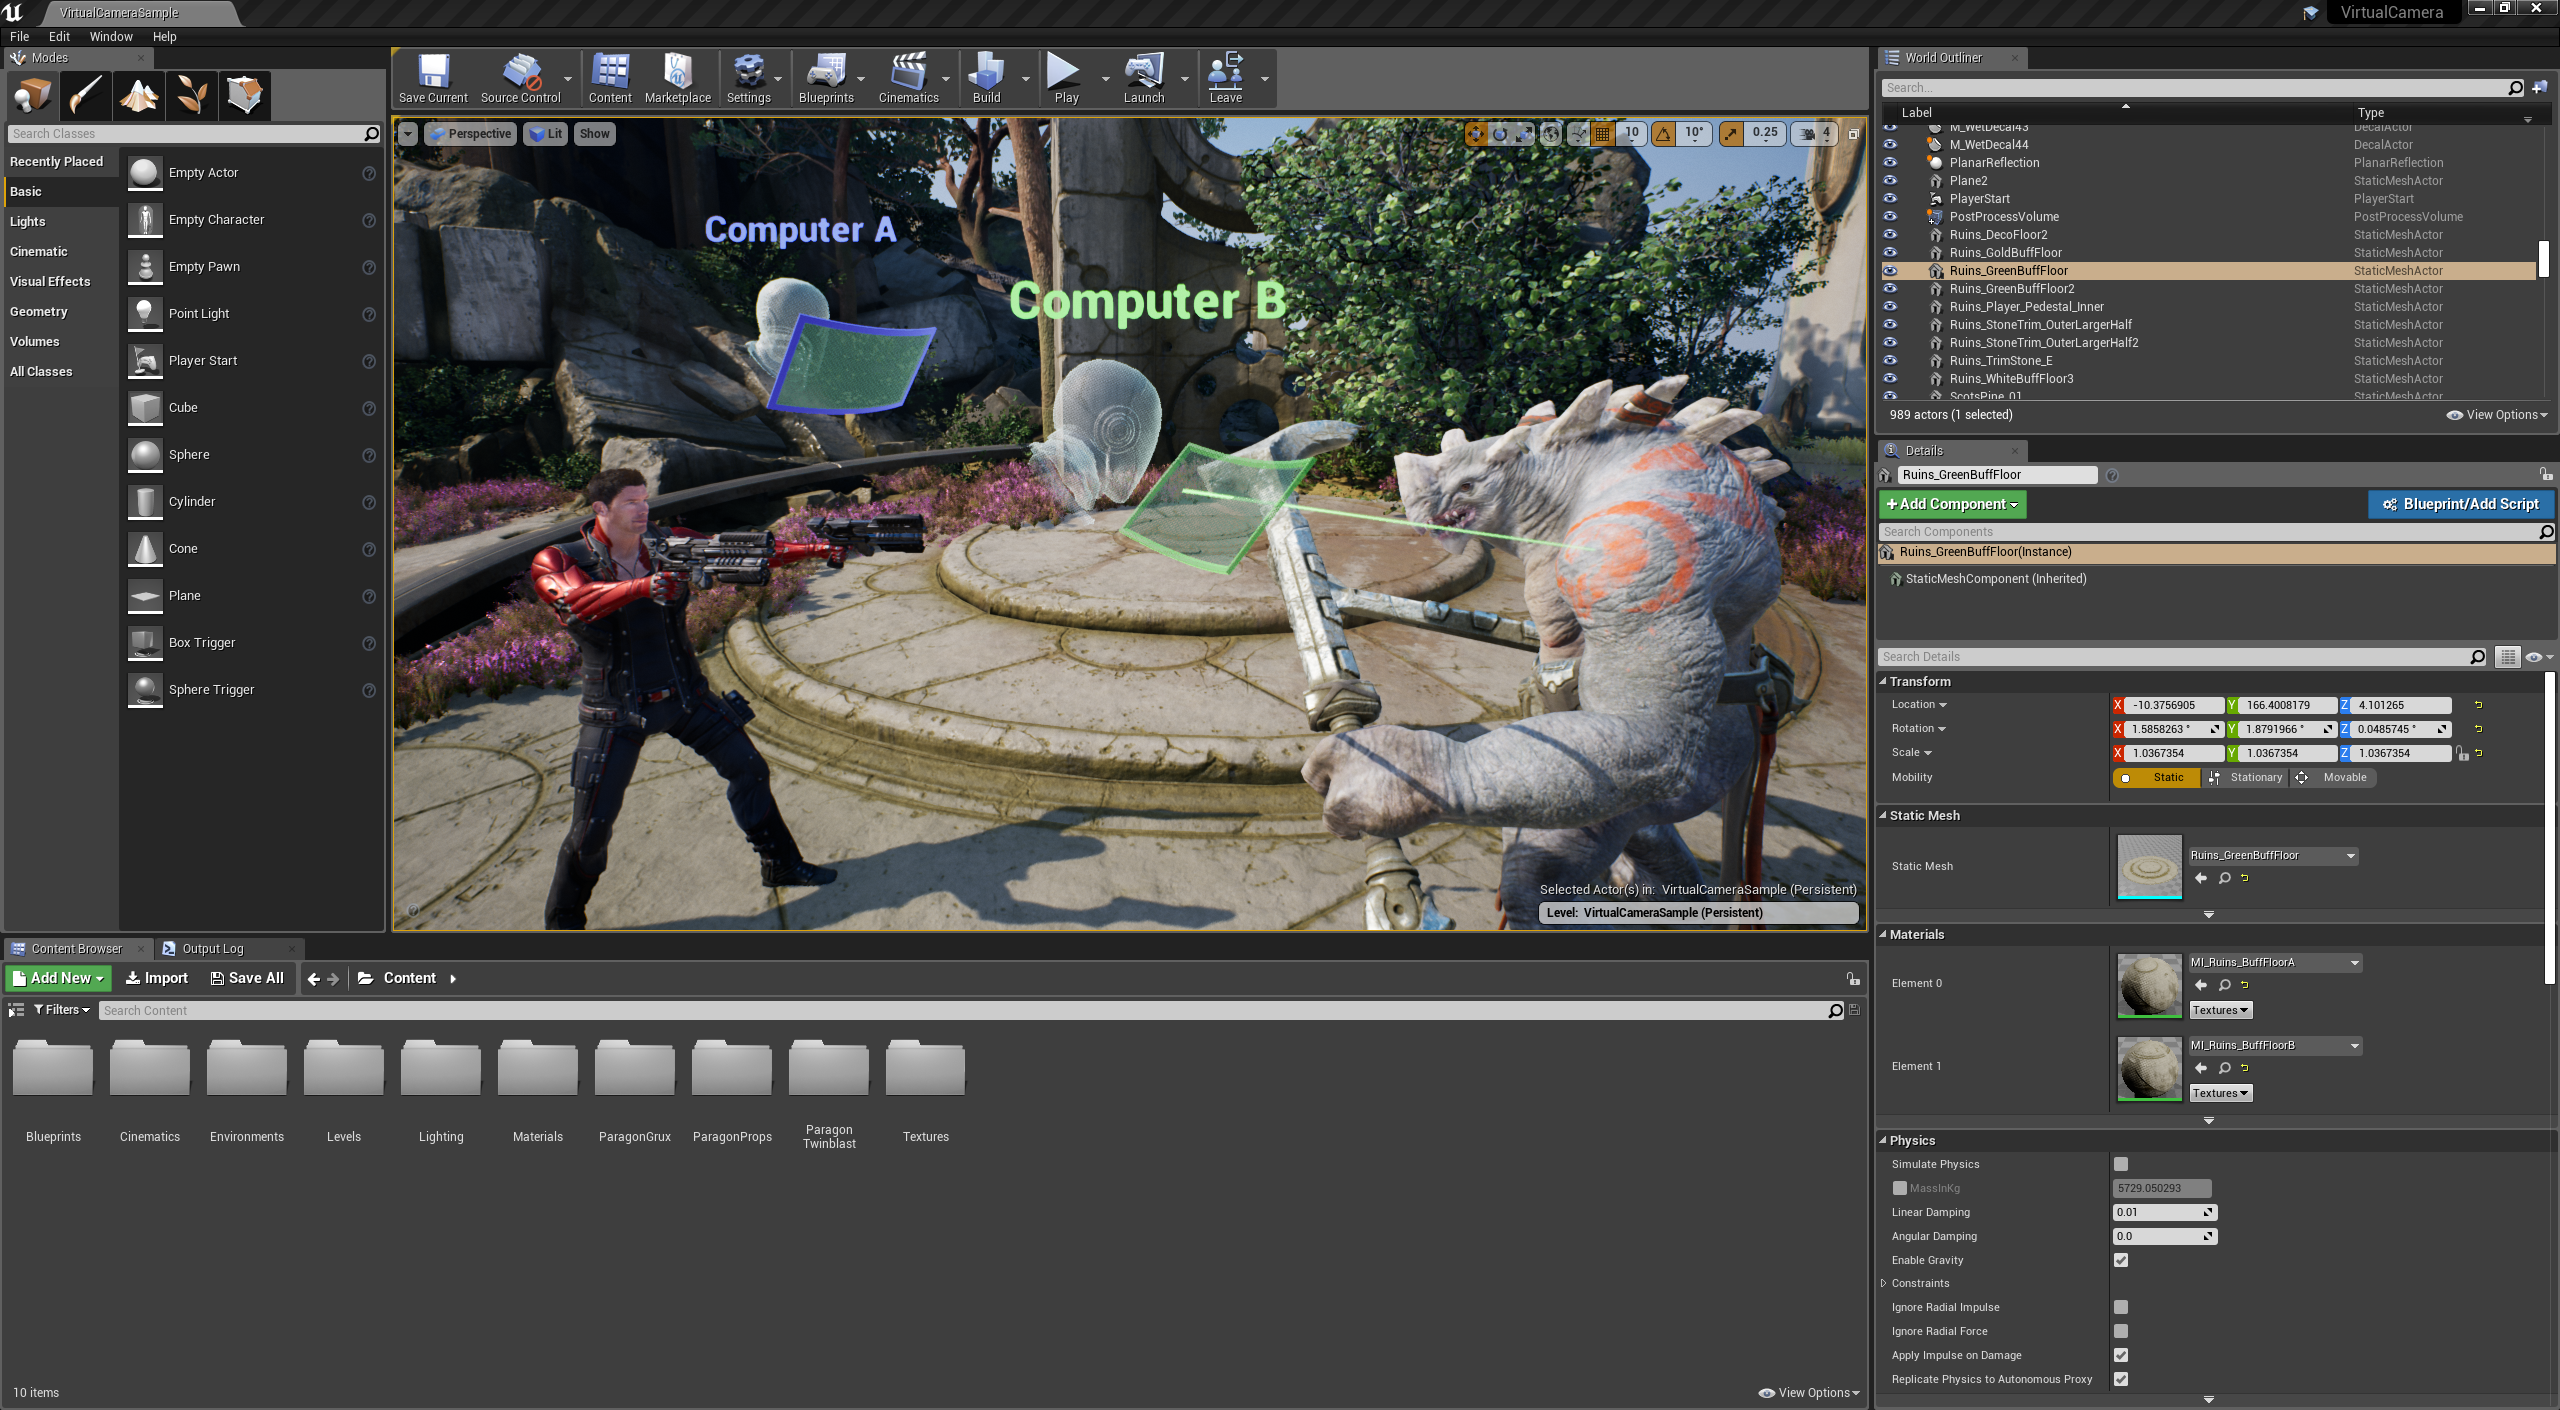 VirtualCameraSample
VirtualCamera
File Edit Window Help
Modes
Search Classes
Recently Placed
Basic
Lights
Cinematic
Visual Effects
Geometry
Volumes
All Classes
Empty Actor
Empty Character
Empty Pawn
Point Light
Player Start
Cube
Sphere
Cylinder
Cone
Plane
Box Trigger
Sphere Trigger
Save Current Source Control Content Marketplace Settings Blueprints Cinematics Build Play Launch Leave
Perspective Lit Show
10 10° 0.25 4
Computer A
Computer B
Selected Actor(s) in: VirtualCameraSample (Persistent)
Level: VirtualCameraSample (Persistent)
Content Browser Output Log
Add New Import Save All Content
Filters Search Content
Blueprints Cinematics Environments Levels Lighting Materials ParagonGrux ParagonProps Paragon Twinblast Textures
10 items
View Options
World Outliner
Search...
Label Type
M_WetDecal43 DecalActor
M_WetDecal44 DecalActor
PlanarReflection PlanarReflection
Plane2 StaticMeshActor
PlayerStart PlayerStart
PostProcessVolume PostProcessVolume
Ruins_DecoFloor2 StaticMeshActor
Ruins_GoldBuffFloor StaticMeshActor
Ruins_GreenBuffFloor StaticMeshActor
Ruins_GreenBuffFloor2 StaticMeshActor
Ruins_Player_Pedestal_Inner StaticMeshActor
Ruins_StoneTrim_OuterLargerHalf StaticMeshActor
Ruins_StoneTrim_OuterLargerHalf2 StaticMeshActor
Ruins_TrimStone_E StaticMeshActor
Ruins_WhiteBuffFloor3 StaticMeshActor
ScotsPine_01 StaticMeshActor
989 actors (1 selected)
View Options
Details
Ruins_GreenBuffFloor
+Add Component
Blueprint/Add Script
Search Components
Ruins_GreenBuffFloor(Instance)
StaticMeshComponent (Inherited)
Search Details
Transform
Location X -10.3756905 Y 166.4008179 Z 4.101265
Rotation X 1.5858263 ° Y 1.8791966 ° Z 0.0485745 °
Scale X 1.0367354 Y 1.0367354 Z 1.0367354
Mobility Static Stationary Movable
Static Mesh
Static Mesh Ruins_GreenBuffFloor
Materials
Element 0 MI_Ruins_BuffFloorA
Textures
Element 1 MI_Ruins_BuffFloorB
Textures
Physics
Simulate Physics
MassInKg 5729.050293
Linear Damping 0.01
Angular Damping 0.0
Enable Gravity
Constraints
Ignore Radial Impulse
Ignore Radial Force
Apply Impulse on Damage
Replicate Physics to Autonomous Proxy